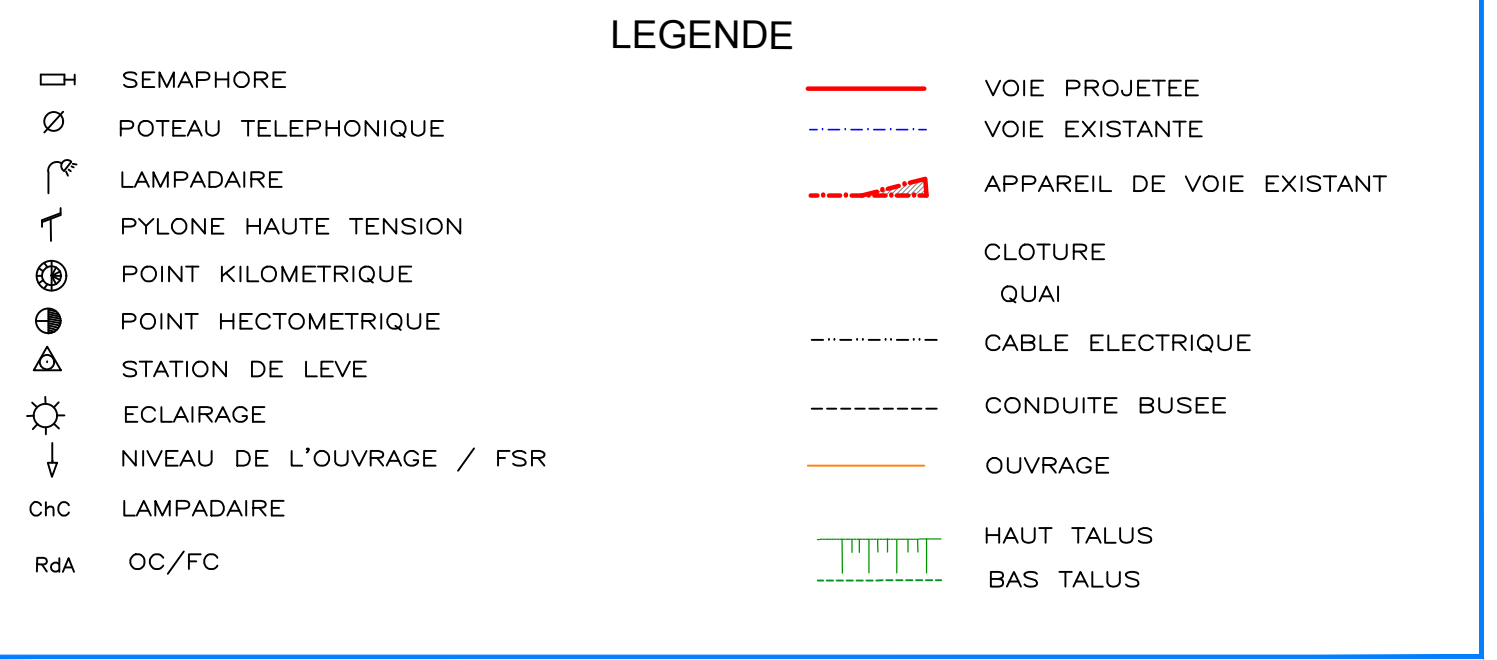 LEGENDE
SEMAPHORE
POTEAU TELEPHONIQUE
LAMPADAIRE
PYLONE HAUTE TENSION
POINT KILOMETRIQUE
POINT HECTOMETRIQUE
STATION DE LEVE
ECLAIRAGE
NIVEAU DE L'OUVRAGE / FSR
ChC LAMPADAIRE
RdA OC/FC
VOIE PROJETEE
VOIE EXISTANTE
APPAREIL DE VOIE EXISTANT
CLOTURE
QUAI
CABLE ELECTRIQUE
CONDUITE BUSEE
OUVRAGE
HAUT TALUS
BAS TALUS